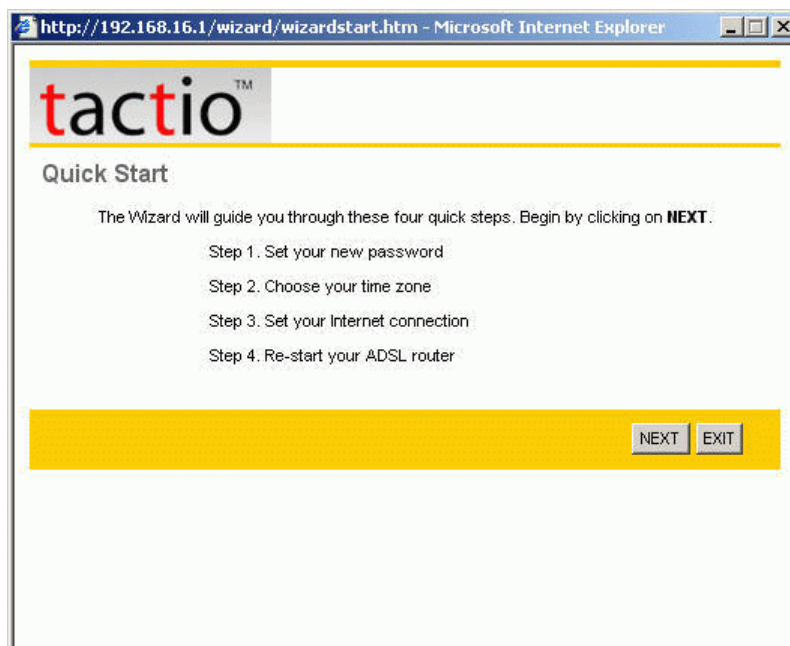 http://192.168.16.1/wizard/wizardstart.htm - Microsoft Internet Explorer
tactio™
Quick Start
The Wizard will guide you through these four quick steps. Begin by clicking on NEXT.
Step 1. Set your new password
Step 2. Choose your time zone
Step 3. Set your Internet connection
Step 4. Re-start your ADSL router
NEXT EXIT